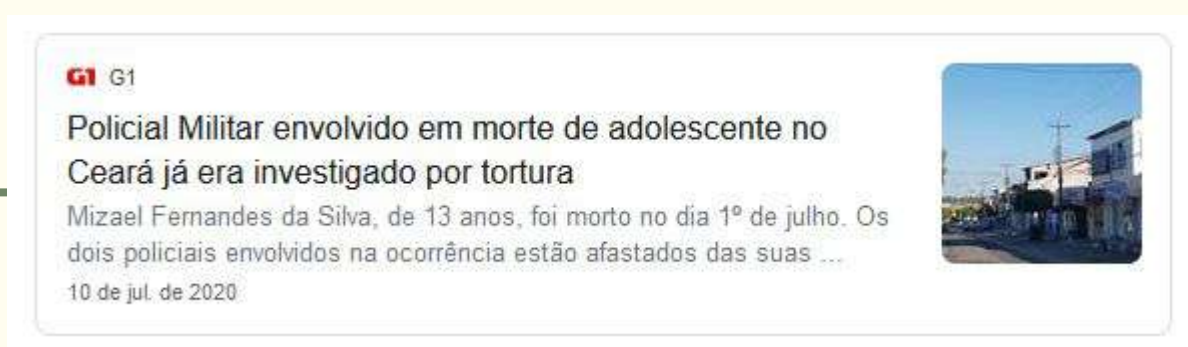 G1 G1
Policial Militar envolvido em morte de adolescente no
Ceará já era investigado por tortura
Mizael Fernandes da Silva, de 13 anos, foi morto no dia 1º de julho. Os
dois policiais envolvidos na ocorrência estão afastados das suas ...
10 de jul. de 2020